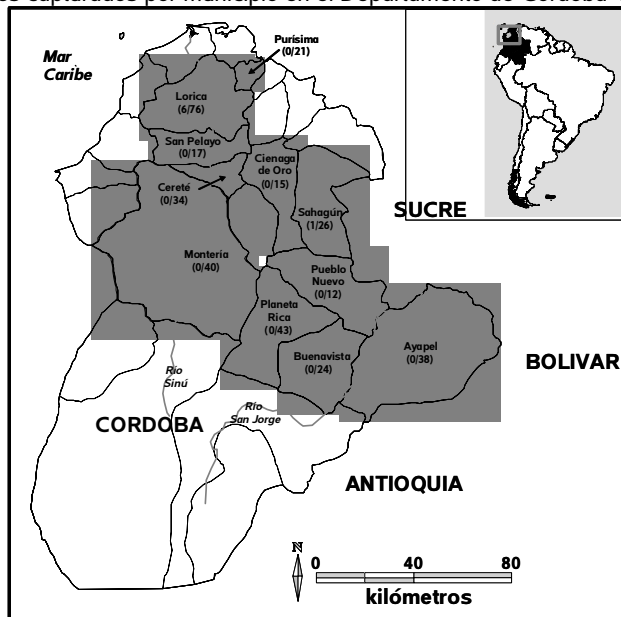 os capturados por municipio en el Departamento de Córdoba
Mar
Caribe
Purísima
(0/21)
Lorica
(6/76)
San Pelayo
(0/17)
Cienaga
de Oro
(0/15)
Cereté
(0/34)
Sahagún
(1/26)
SUCRE
Montería
(0/40)
Pueblo
Nuevo
(0/12)
Planeta
Rica
(0/43)
Ayapel
(0/38)
Buenavista
(0/24)
BOLIVAR
Río
Sinú
CORDOBA
Río
San Jorge
ANTIOQUIA
N
0 40 80
kilómetros